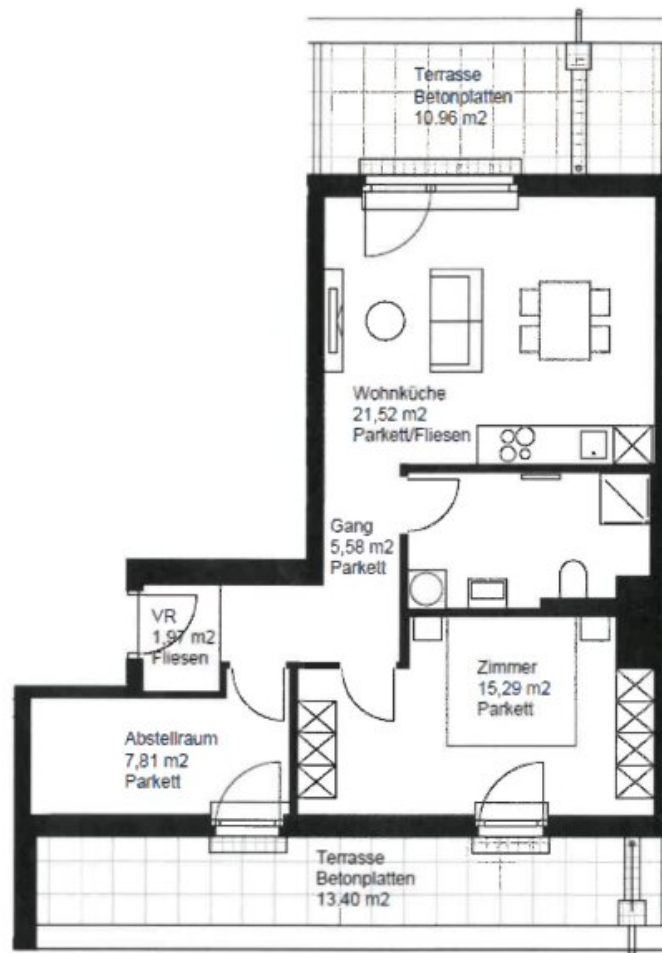 Terrasse
Betonplatten
10.96 m2
Wohnküche
21,52 m2
Parkett/Fliesen
Gang
5,58 m2
Parkett
VR
1,97 m2
Fliesen
Zimmer
15,29 m2
Parkett
Abstellraum
7,81 m2
Parkett
Terrasse
Betonplatten
13.40 m2